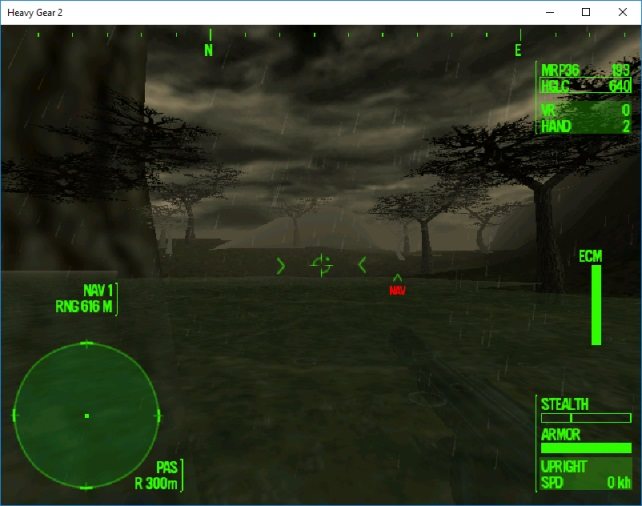 Heavy Gear 2
N
E
MRP36 199
HGLC 640
VR 0
HAND 2
ECM
NAV
NAV 1
RNG 616 M
STEALTH
ARMOR
PAS
R 300m
UPRIGHT
SPD 0 kh